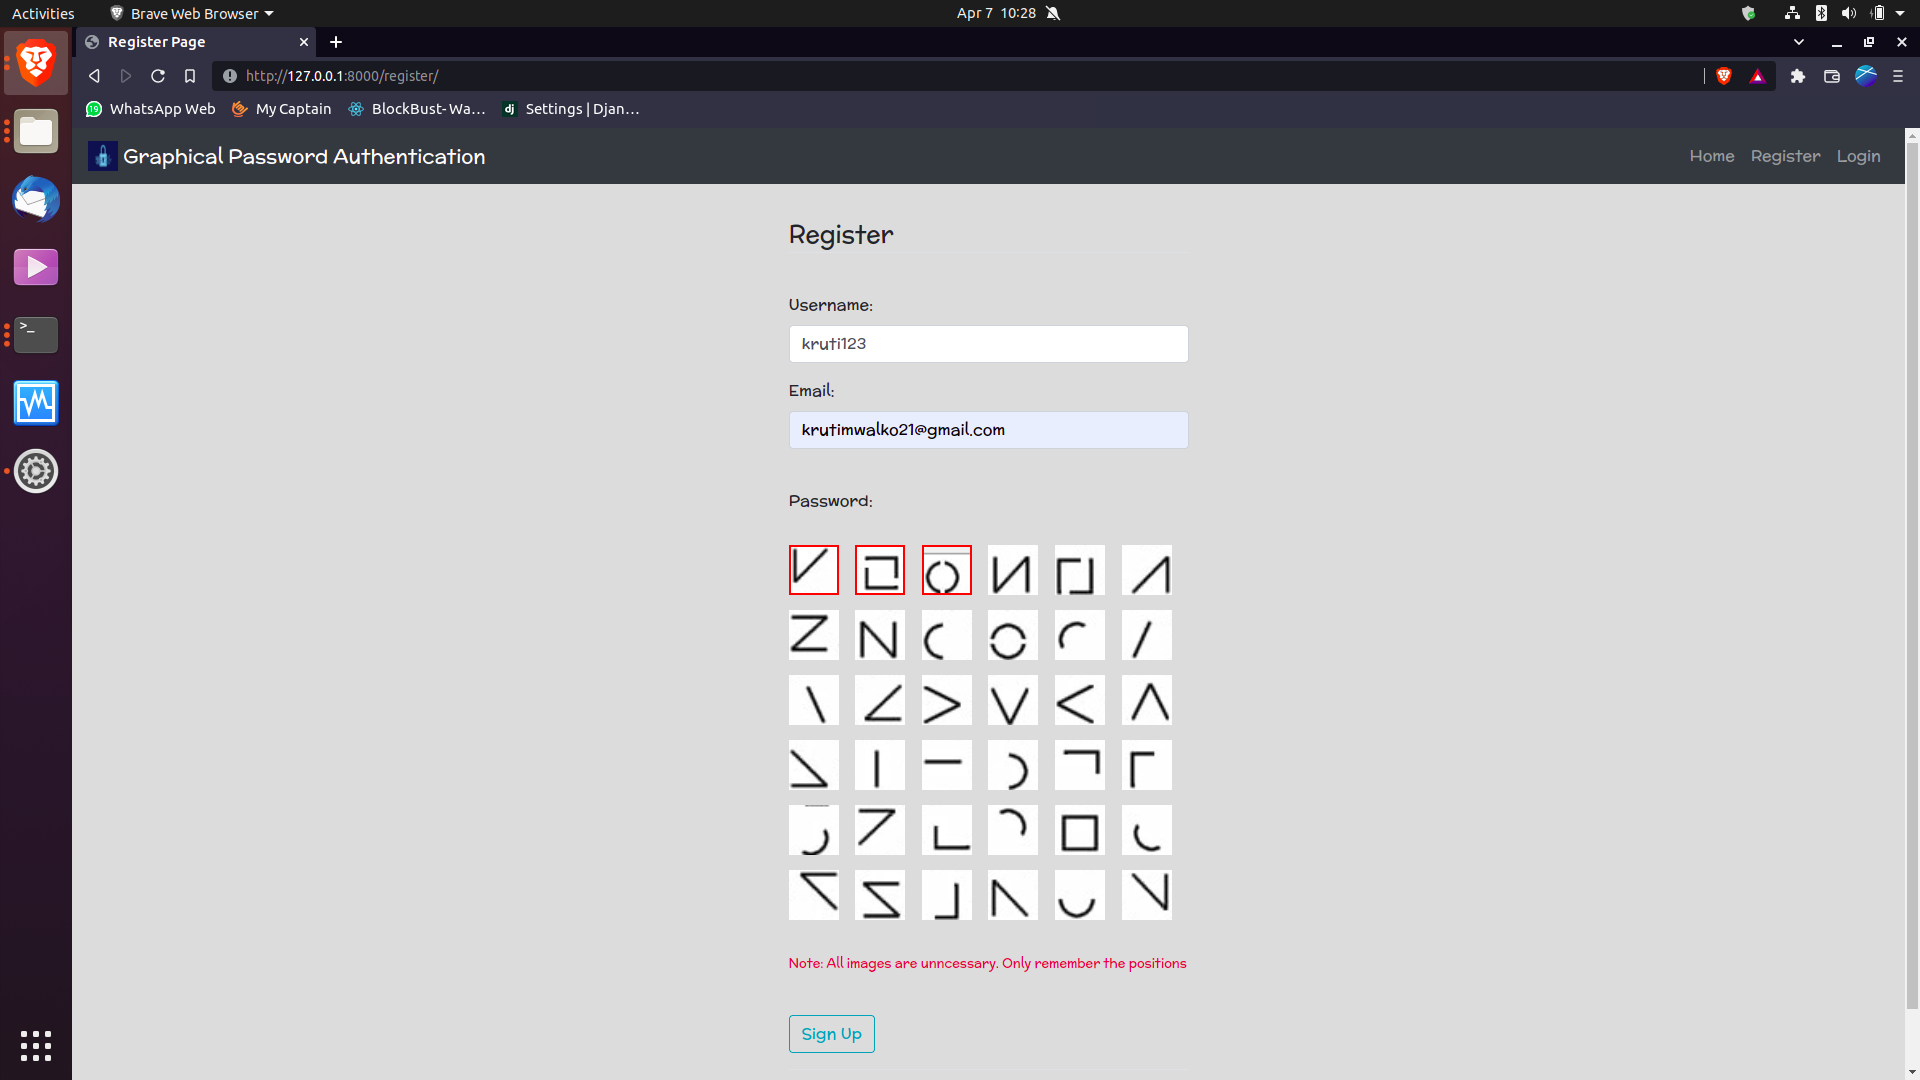 Activities
Brave Web Browser
Apr 7 10:28
Register Page
http://127.0.0.1:8000/register/
WhatsApp Web
My Captain
BlockBust- Wa...
Settings | Djan...
Graphical Password Authentication
Home
Register
Login
Register
Username:
kruti123
Email:
krutimwalko21@gmail.com
Password:
Note: All images are unncessary. Only remember the positions
Sign Up